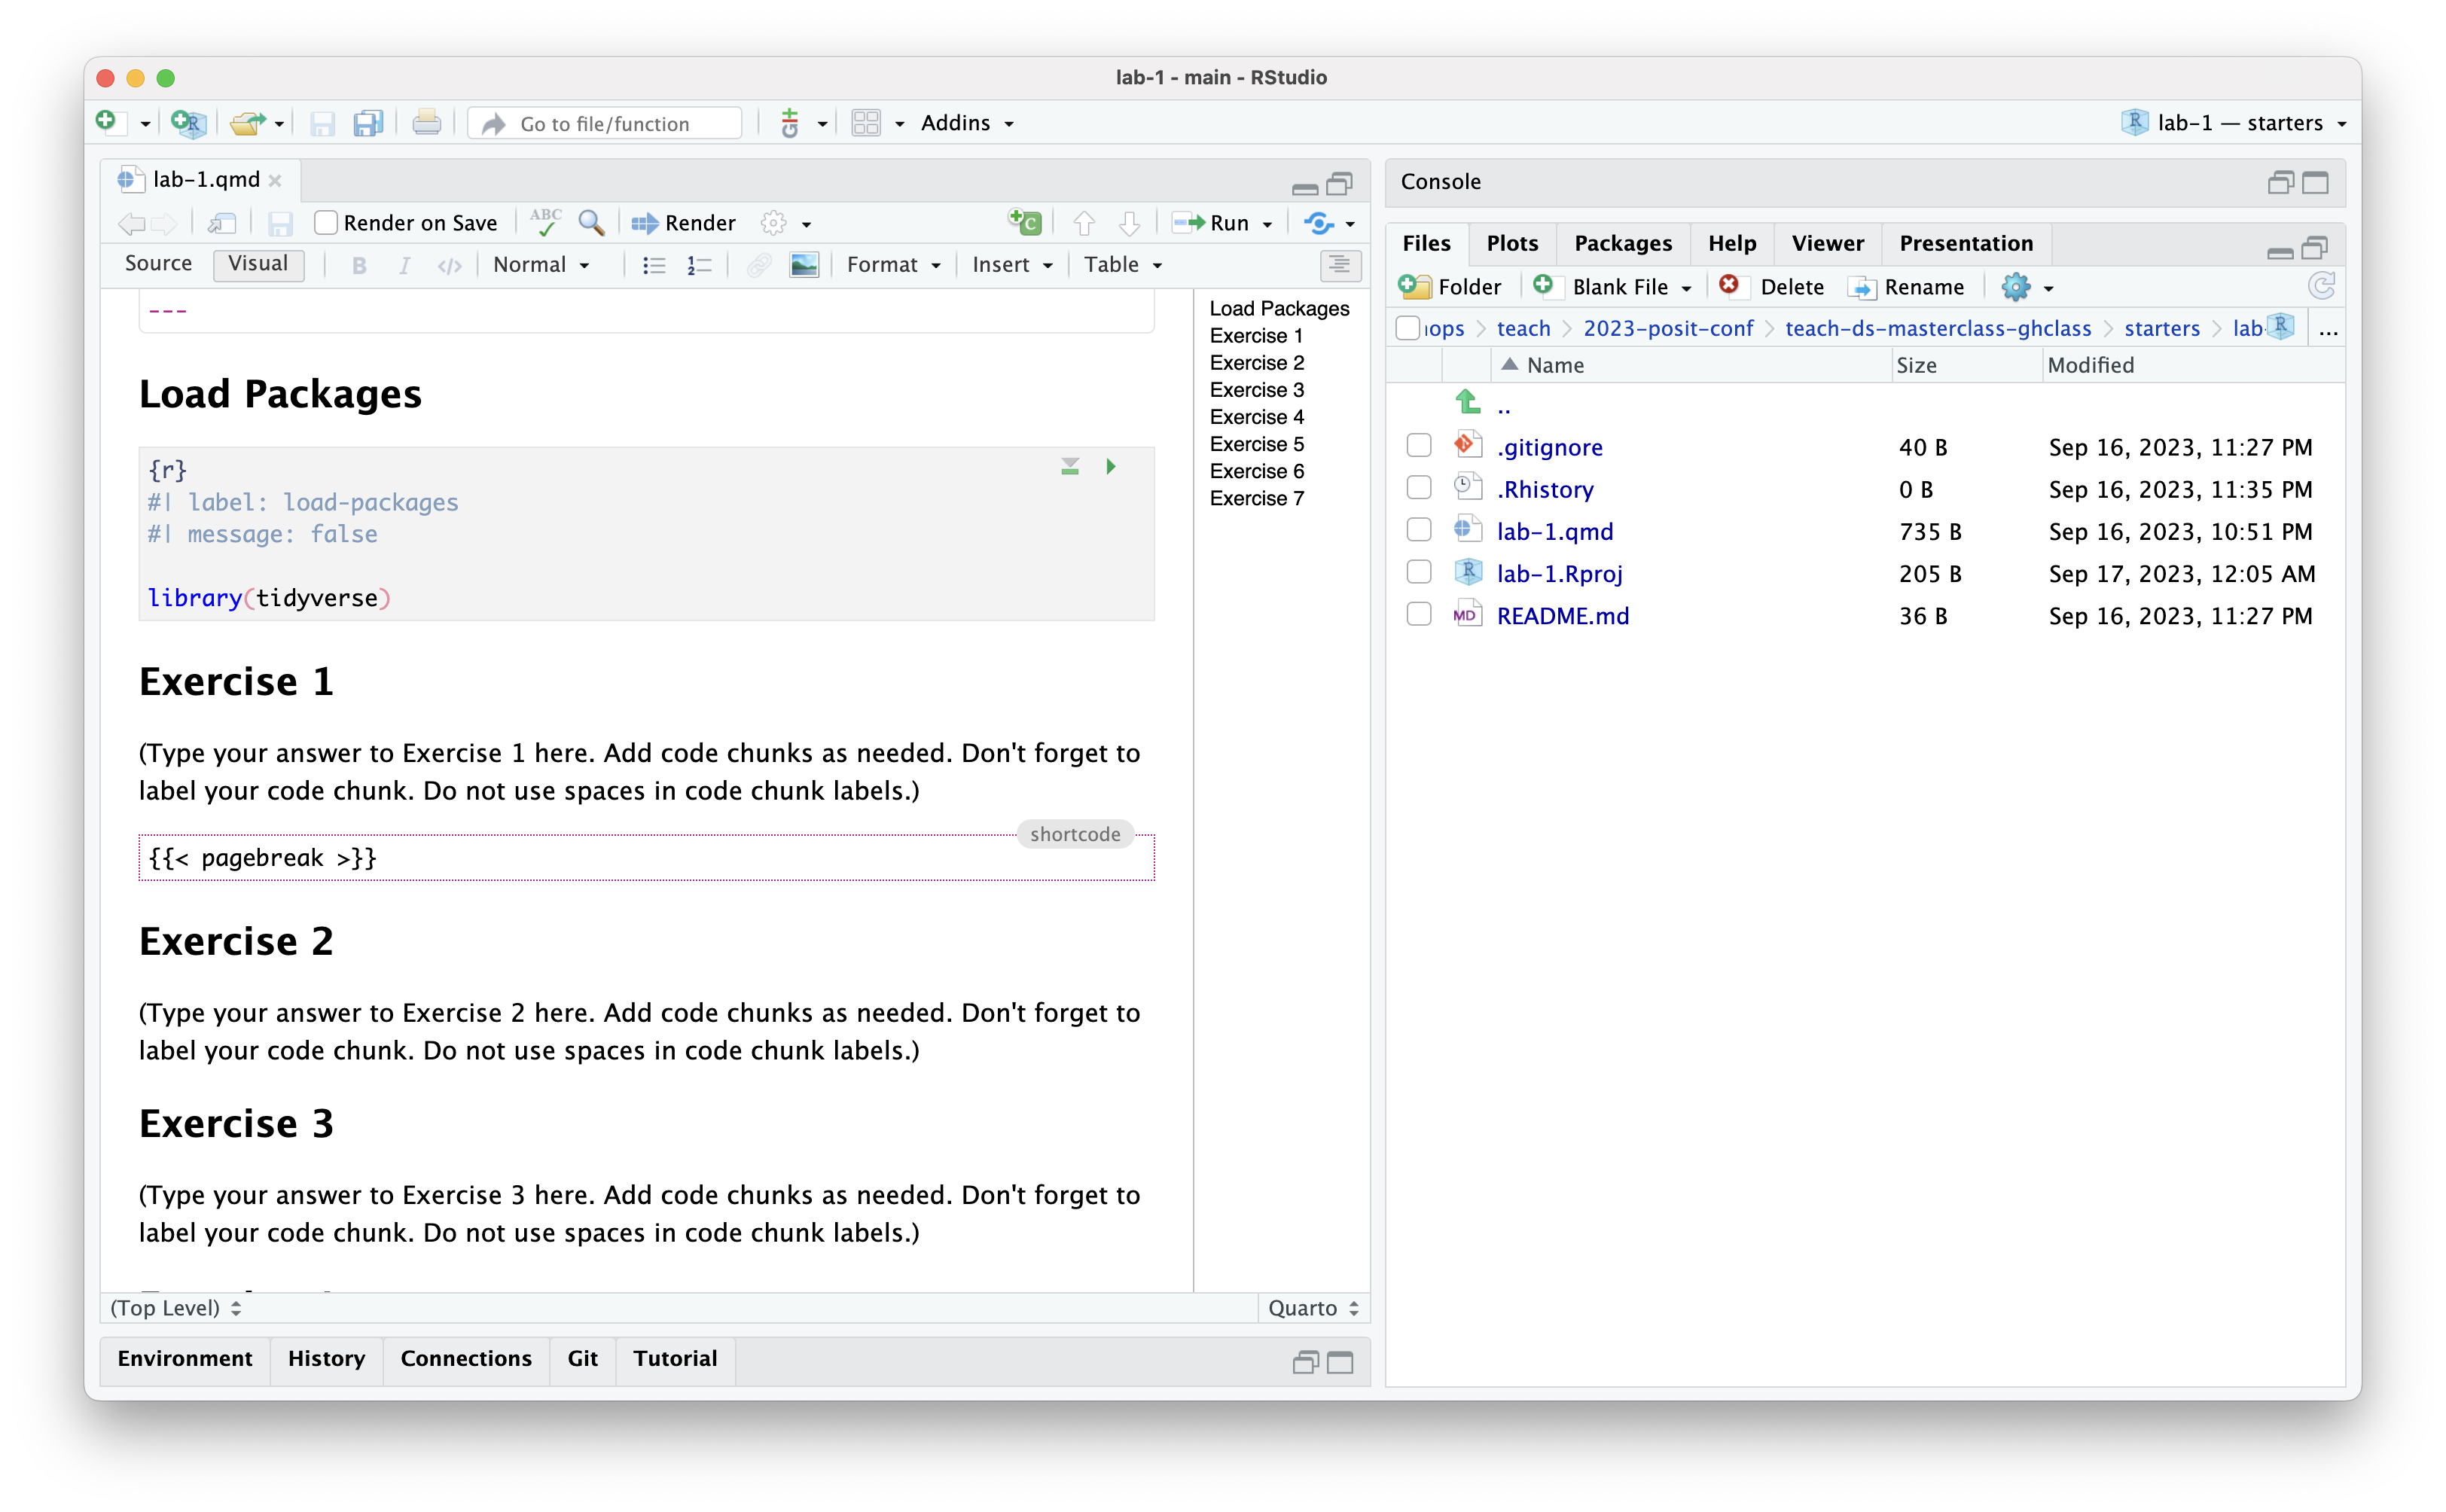 lab-1 - main - RStudio
Go to file/function
Git
Addins
lab-1 — starters
lab-1.qmd
Render on Save
ABC
Render
Run
Source
Visual
B
I
</>
Normal
Format
Insert
Table
---
Load Packages
{r}
#| label: load-packages
#| message: false
library(tidyverse)
Exercise 1
(Type your answer to Exercise 1 here. Add code chunks as needed. Don't forget to
label your code chunk. Do not use spaces in code chunk labels.)
shortcode
{{< pagebreak >}}
Exercise 2
(Type your answer to Exercise 2 here. Add code chunks as needed. Don't forget to
label your code chunk. Do not use spaces in code chunk labels.)
Exercise 3
(Type your answer to Exercise 3 here. Add code chunks as needed. Don't forget to
label your code chunk. Do not use spaces in code chunk labels.)
(Top Level)
Quarto
Load Packages
Exercise 1
Exercise 2
Exercise 3
Exercise 4
Exercise 5
Exercise 6
Exercise 7
Environment History Connections Git Tutorial
Console
Files Plots Packages Help Viewer Presentation
Folder Blank File Delete Rename
ops teach 2023-posit-conf teach-ds-masterclass-ghclass starters lab- ...
Name Size Modified
..
.gitignore 40 B Sep 16, 2023, 11:27 PM
.Rhistory 0 B Sep 16, 2023, 11:35 PM
lab-1.qmd 735 B Sep 16, 2023, 10:51 PM
lab-1.Rproj 205 B Sep 17, 2023, 12:05 AM
README.md 36 B Sep 16, 2023, 11:27 PM